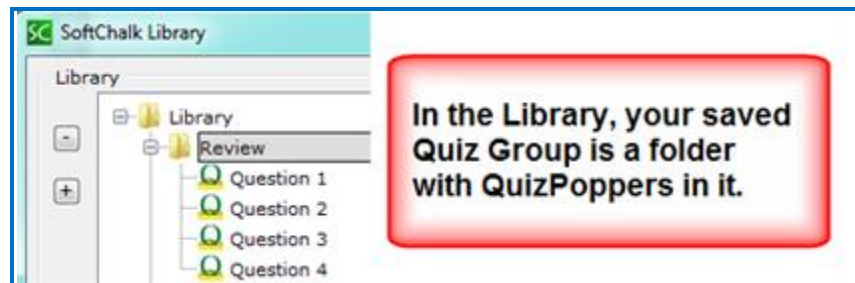 SC SoftChalk Library
Library
- Library
- Review
+ Question 1
Question 2
Question 3
Question 4
In the Library, your saved
Quiz Group is a folder
with QuizPoppers in it.